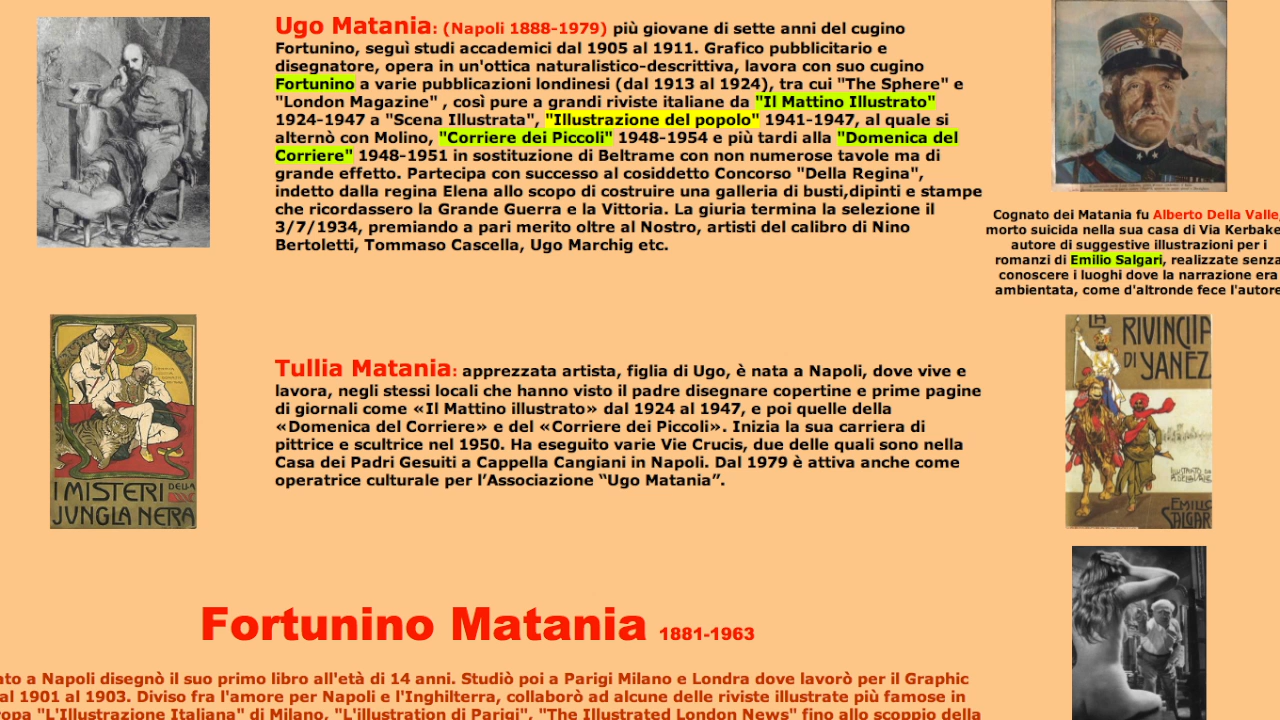 Ugo Matania: (Napoli 1888-1979) più giovane di sette anni del cugino
Fortunino, seguì studi accademici dal 1905 al 1911. Grafico pubblicitario e
disegnatore, opera in un'ottica naturalistico-descrittiva, lavora con suo cugino
Fortunino a varie pubblicazioni londinesi (dal 1913 al 1924), tra cui "The Sphere" e
"London Magazine" , così pure a grandi riviste italiane da "Il Mattino Illustrato"
1924-1947 a "Scena Illustrata", "Illustrazione del popolo" 1941-1947, al quale si
alternò con Molino, "Corriere dei Piccoli" 1948-1954 e più tardi alla "Domenica del
Corriere" 1948-1951 in sostituzione di Beltrame con non numerose tavole ma di
grande effetto. Partecipa con successo al cosiddetto Concorso "Della Regina",
indetto dalla regina Elena allo scopo di costruire una galleria di busti,dipinti e stampe
che ricordassero la Grande Guerra e la Vittoria. La giuria termina la selezione il
3/7/1934, premiando a pari merito oltre al Nostro, artisti del calibro di Nino
Bertoletti, Tommaso Cascella, Ugo Marchig etc.
Cognato dei Matania fu Alberto Della Valle,
morto suicida nella sua casa di Via Kerbake
autore di suggestive illustrazioni per i
romanzi di Emilio Salgari, realizzate senza
conoscere i luoghi dove la narrazione era
ambientata, come d'altronde fece l'autore
I MISTERI DELLA
JUNGLA NERA
Tullia Matania: apprezzata artista, figlia di Ugo, è nata a Napoli, dove vive e
lavora, negli stessi locali che hanno visto il padre disegnare copertine e prime pagine
di giornali come «Il Mattino illustrato» dal 1924 al 1947, e poi quelle della
«Domenica del Corriere» e del «Corriere dei Piccoli». Inizia la sua carriera di
pittrice e scultrice nel 1950. Ha eseguito varie Vie Crucis, due delle quali sono nella
Casa dei Padri Gesuiti a Cappella Cangiani in Napoli. Dal 1979 è attiva anche come
operatrice culturale per l’Associazione “Ugo Matania”.
LA
RIVINCITA
DI YANEZ
EMILIO
SALGARI
Fortunino Matania 1881-1963
ato a Napoli disegnò il suo primo libro all'età di 14 anni. Studiò poi a Parigi Milano e Londra dove lavorò per il Graphic
al 1901 al 1903. Diviso fra l'amore per Napoli e l'Inghilterra, collaborò ad alcune delle riviste illustrate più famose in
ropa "L'Illustrazione Italiana" di Milano, "L'illustration di Parigi", "The Illustrated London News" fino allo scoppio della